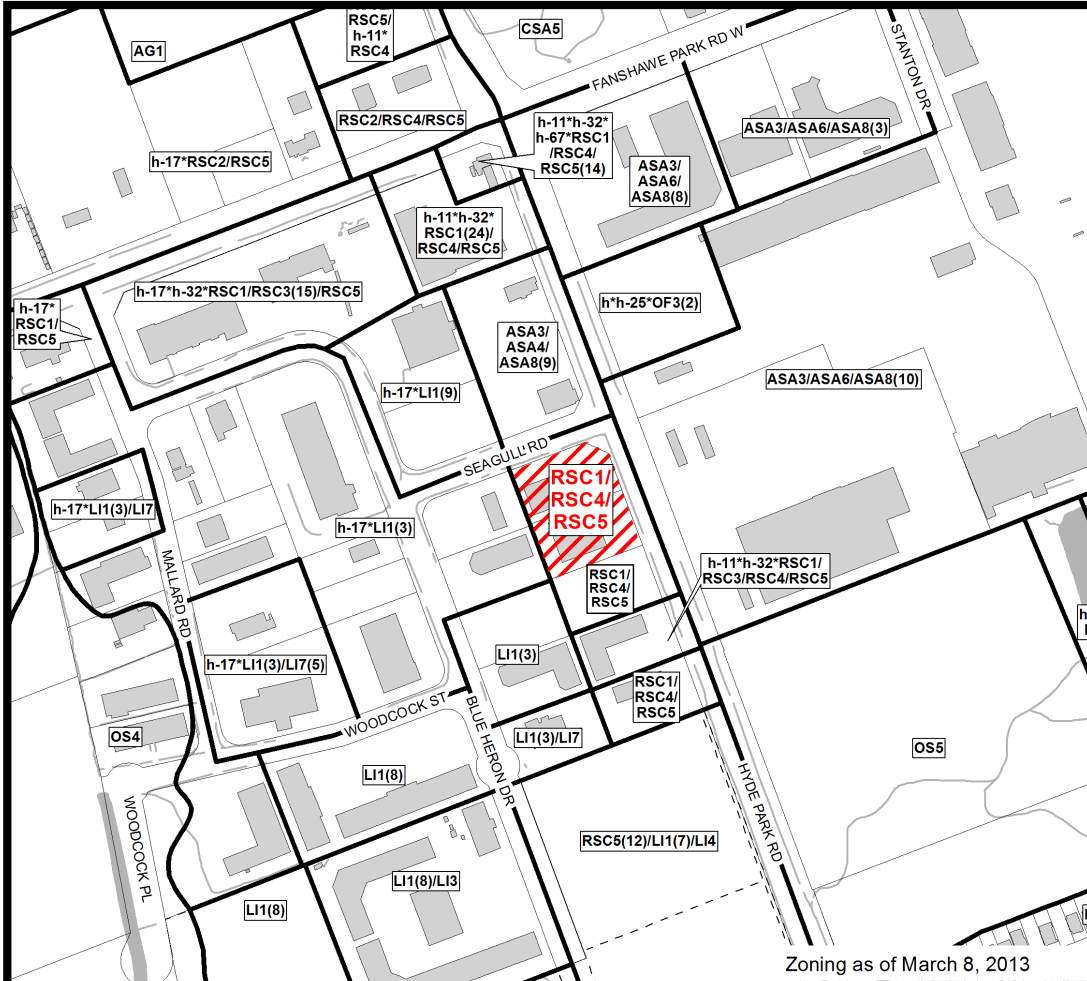 RSC5/
h-11*
RSC4
CSA5
AG1
FANSHAWE PARK RD W
STANTON DR
RSC2/RSC4/RSC5
h-11*h-32*
h-67*RSC1
/RSC4/
RSC5(14)
ASA3/ASA6/ASA8(3)
h-17*RSC2/RSC5
ASA3/
ASA6/
ASA8(8)
h-11*h-32*
RSC1(24)/
RSC4/RSC5
h-17*h-32*RSC1/RSC3(15)/RSC5
h*h-25*OF3(2)
h-17*
RSC1/
RSC5
ASA3/
ASA4/
ASA8(9)
ASA3/ASA6/ASA8(10)
h-17*LI1(9)
SEAGULL RD
RSC1/
RSC4/
RSC5
h-17*LI1(3)/LI7
h-17*LI1(3)
MALLARD RD
h-11*h-32*RSC1/
RSC3/RSC4/RSC5
RSC1/
RSC4/
RSC5
h
LI1(3)
h-17*LI1(3)/LI7(5)
RSC1/
RSC4/
RSC5
WOODCOCK ST
BLUE HERON DR
OS4
LI1(3)/LI7
OS5
LI1(8)
HYDE PARK RD
WOODCOCK PL
RSC5(12)/LI1(7)/LI4
LI1(8)/LI3
LI1(8)
Zoning as of March 8, 2013